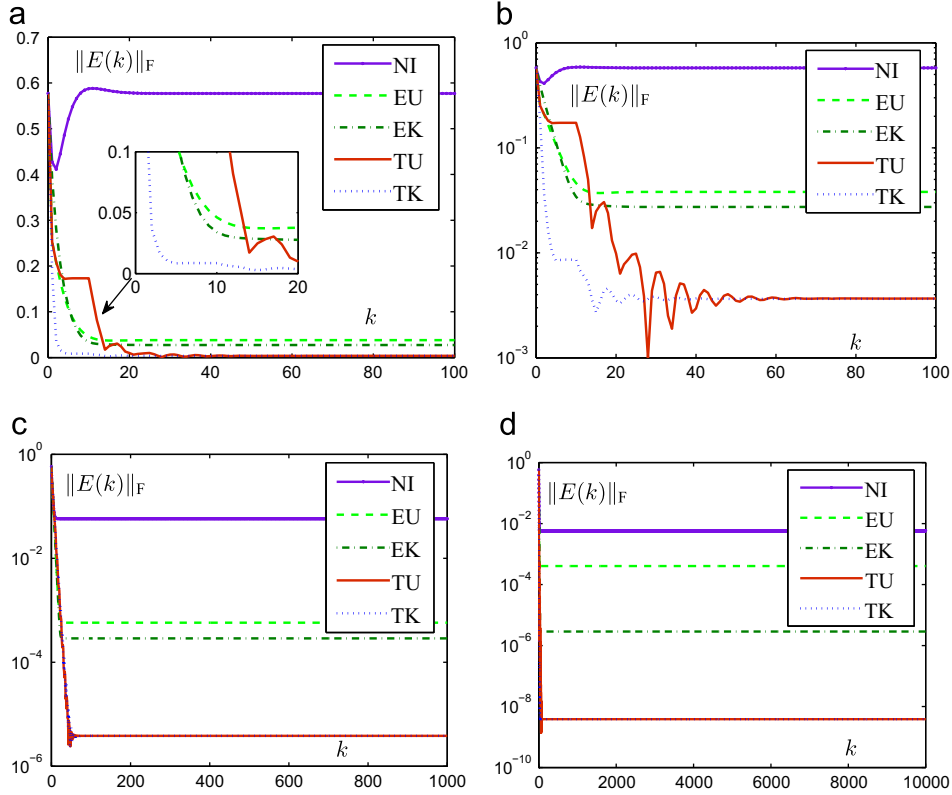 a
0.7
0.6
0.5
0.4
0.3
0.2
0.1
0
0 20 40 60 80 100
‖E(k)‖F
NI
EU
EK
TU
TK
0.1
0.05
0
0 10 20
k
b
10^0
10^-1
10^-2
10^-3
0 20 40 60 80 100
‖E(k)‖F
NI
EU
EK
TU
TK
k
c
10^0
10^-2
10^-4
10^-6
0 200 400 600 800 1000
‖E(k)‖F
NI
EU
EK
TU
TK
k
d
10^0
10^-2
10^-4
10^-6
10^-8
10^-10
0 2000 4000 6000 8000 10000
‖E(k)‖F
NI
EU
EK
TU
TK
k